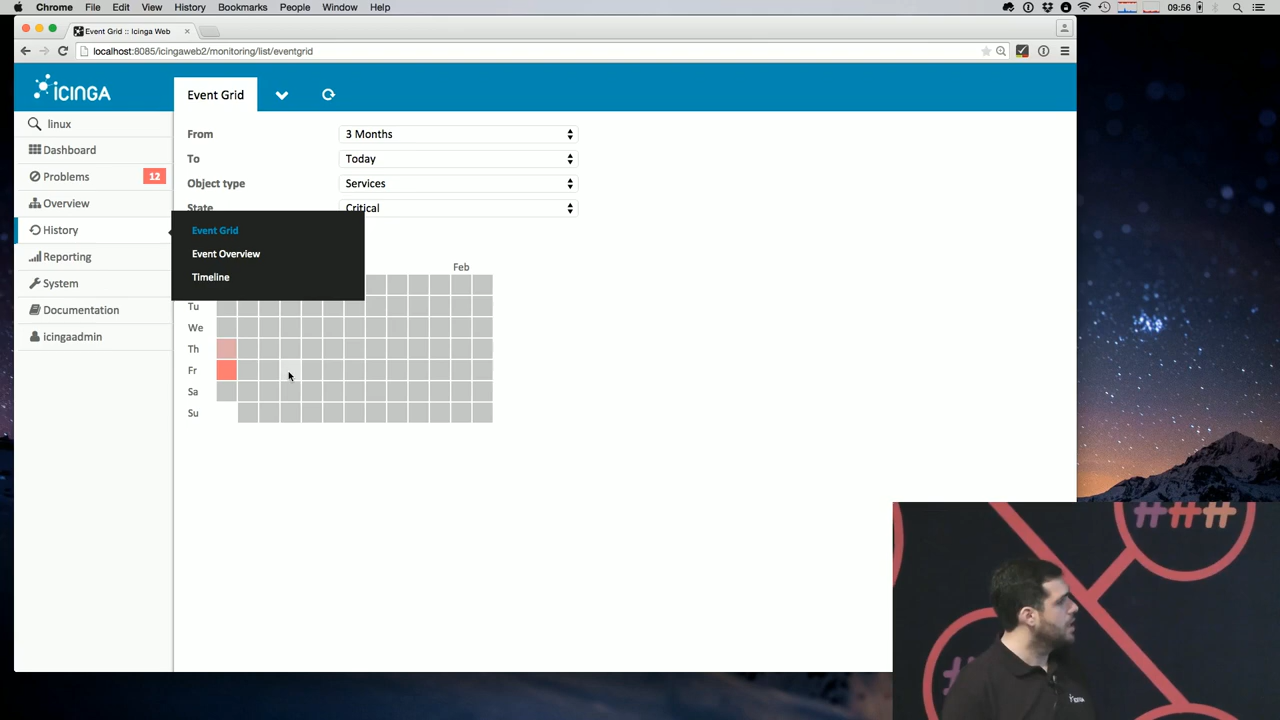 Chrome File Edit View History Bookmarks People Window Help 09:56
Event Grid :: Icinga Web
localhost:8085/icingaweb2/monitoring/list/eventgrid
ICINGA
Event Grid
linux
Dashboard
Problems 12
Overview
History
Reporting
System
Documentation
icingaadmin
From 3 Months
To Today
Object type Services
State Critical
Event Grid
Event Overview
Timeline
Feb
Tu
We
Th
Fr
Sa
Su
###
##